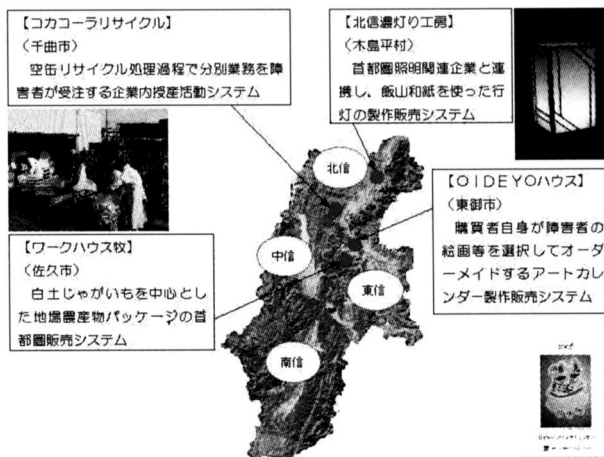 【コカコーラリサイクル】
（千曲市）
　空缶リサイクル処理過程で分別業務を障
害者が受注する企業内授産活動システム
【北信濃灯り工房】
（木島平村）
　首都圏照明関連企業と連
携し、飯山和紙を使った行
灯の製作販売システム
北信
【OIDEYOハウス】
（東御市）
　購買者自身が障害者の
絵画等を選択してオーダ
ーメイドするアートカレ
ンダー製作販売システム
【ワークハウス牧】
（佐久市）
　白土じゃがいもを中心とし
た地場農産物パッケージの首
都圏販売システム
中信
東信
南信